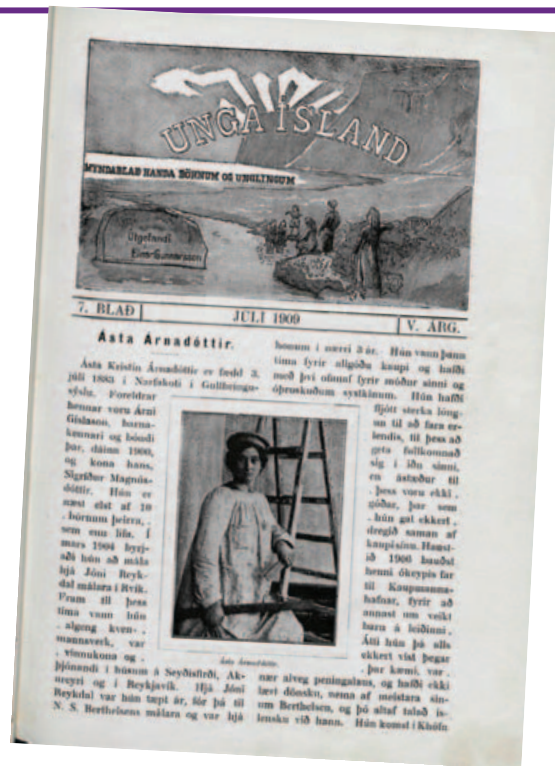 UNGA ÍSLAND
MYNDABLAÐ HANDA BÖRNUM OG UNGLINGUM
Útgefandi
Einar Gunnarsson
7. BLAÐ
JÚLÍ 1909
V. ÁRG.
Ásta Árnadóttir.
Ásta Kristín Árnadóttir er fædd 3.
júlí 1883 í Narfakoti í Gullbringu-
sýslu. Foreldrar
hennar voru Árni
Gíslason, barna-
kennari og bóndi
þar, dáinn 1900,
og kona hans,
Sigríður Magnús-
dóttir. Hún er
næst elst af 10
börnum þeirra,
sem enn lifa. Í
mars 1904 byrj-
aði hún að mála
hjá Jóni Reyk-
dal málara í Rvík.
Fram til þess
tíma vann hún
algeng kven-
mannsverk, var
vinnukona og
þjónandi í húsum á Seyðisfirði, Ak-
ureyri og í Reykjavík. Hjá Jóni
Reykdal var hún tæpt ár, fór þá til
N. S. Berthelsens málara og var hjá
Ásta Árnadóttir.
honum í nærri 3 ár. Hún vann þann
tíma fyrir allgóðu kaupi og hafði
með því ofanaf fyrir móður sinni og
óþroskuðum systkinum. Hún hafði
fljótt sterka löng-
un til að fara er-
lendis, til þess að
geta fullkomnað
sig í iðn sinni,
en ástæður til
þess voru ekki
góðar, þar sem
hún gat ekkert
dregið saman af
kaupi sínu. Haust-
ið 1906 bauðst
henni ókeypis far
til Kaupmanna-
hafnar, fyrir að
annast um veikt
barn á leiðinni.
Átti hún þá alls
ekkert víst þegar
þar kæmi, var
nær alveg peningalaus, og hafði ekki
lært dönsku, nema af meistara sín-
um Berthelsen, og þó altaf talað ís-
lensku við hann. Hún komst í Khöfn